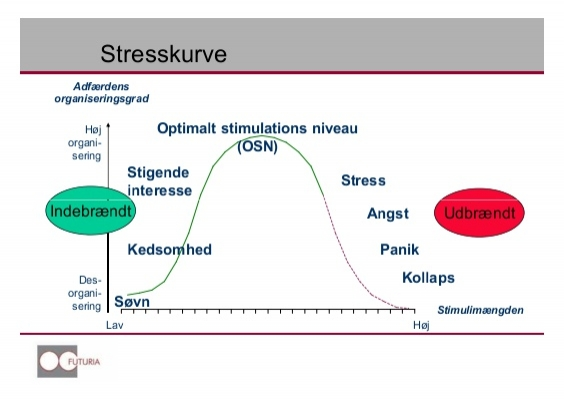 Stresskurve
Adfærdens
organiseringsgrad
Høj
organi-
sering
Optimalt stimulations niveau
(OSN)
Stigende
interesse
Stress
Indebrændt
Angst
Udbrændt
Kedsomhed
Panik
Kollaps
Des-
organi-
sering
Søvn
Stimulimængden
Lav
Høj
FUTURIA